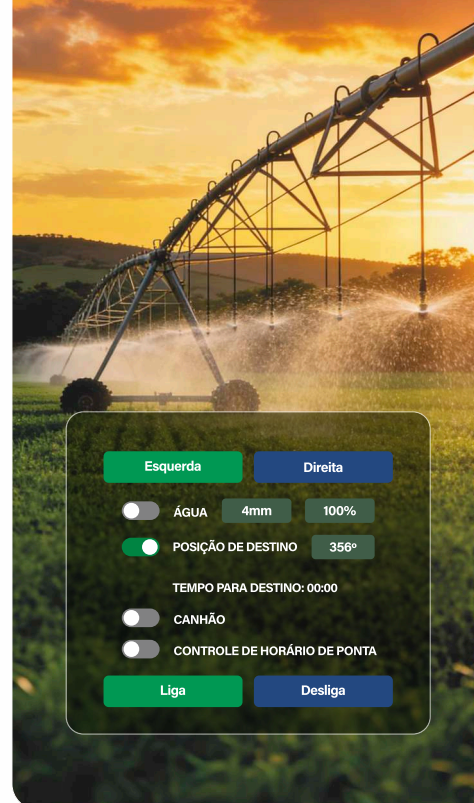 Esquerda Direita
ÁGUA 4mm 100%
POSIÇÃO DE DESTINO 356º
TEMPO PARA DESTINO: 00:00
CANHÃO
CONTROLE DE HORÁRIO DE PONTA
Liga Desliga